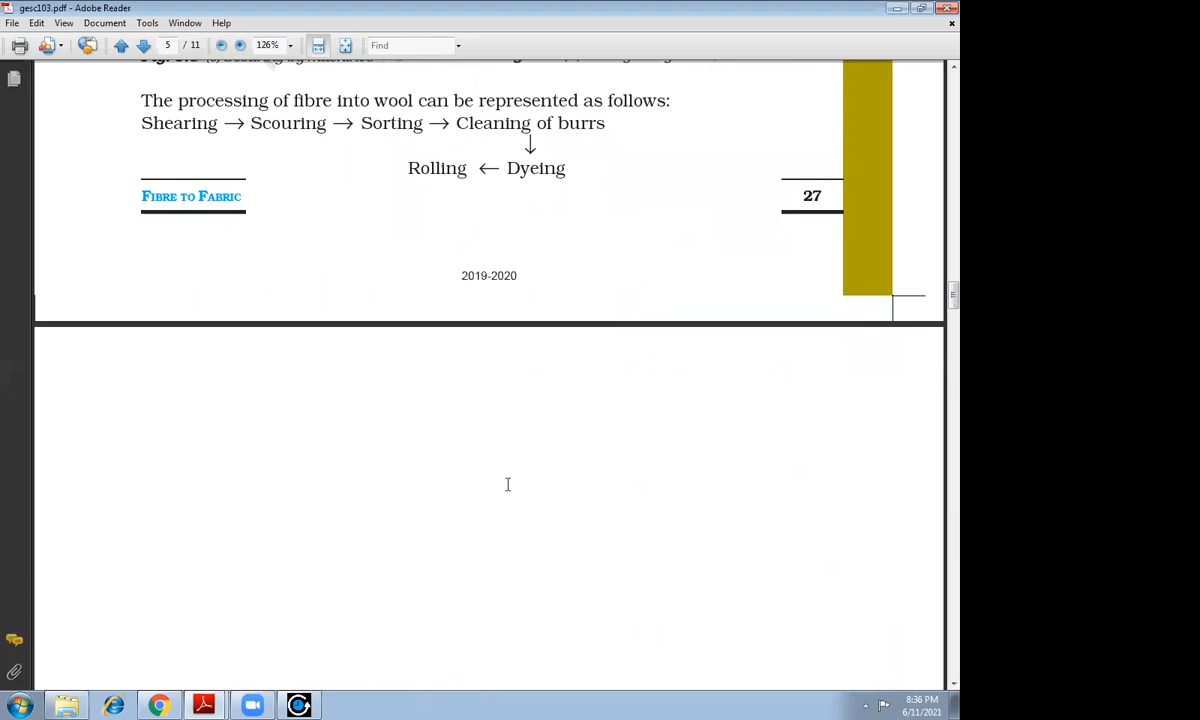 gesc103.pdf - Adobe Reader
File Edit View Document Tools Window Help
5 / 11 126% Find
The processing of fibre into wool can be represented as follows:
Shearing → Scouring → Sorting → Cleaning of burrs
↓
Rolling ← Dyeing
FIBRE TO FABRIC 27
2019-2020
8:36 PM
6/11/2021